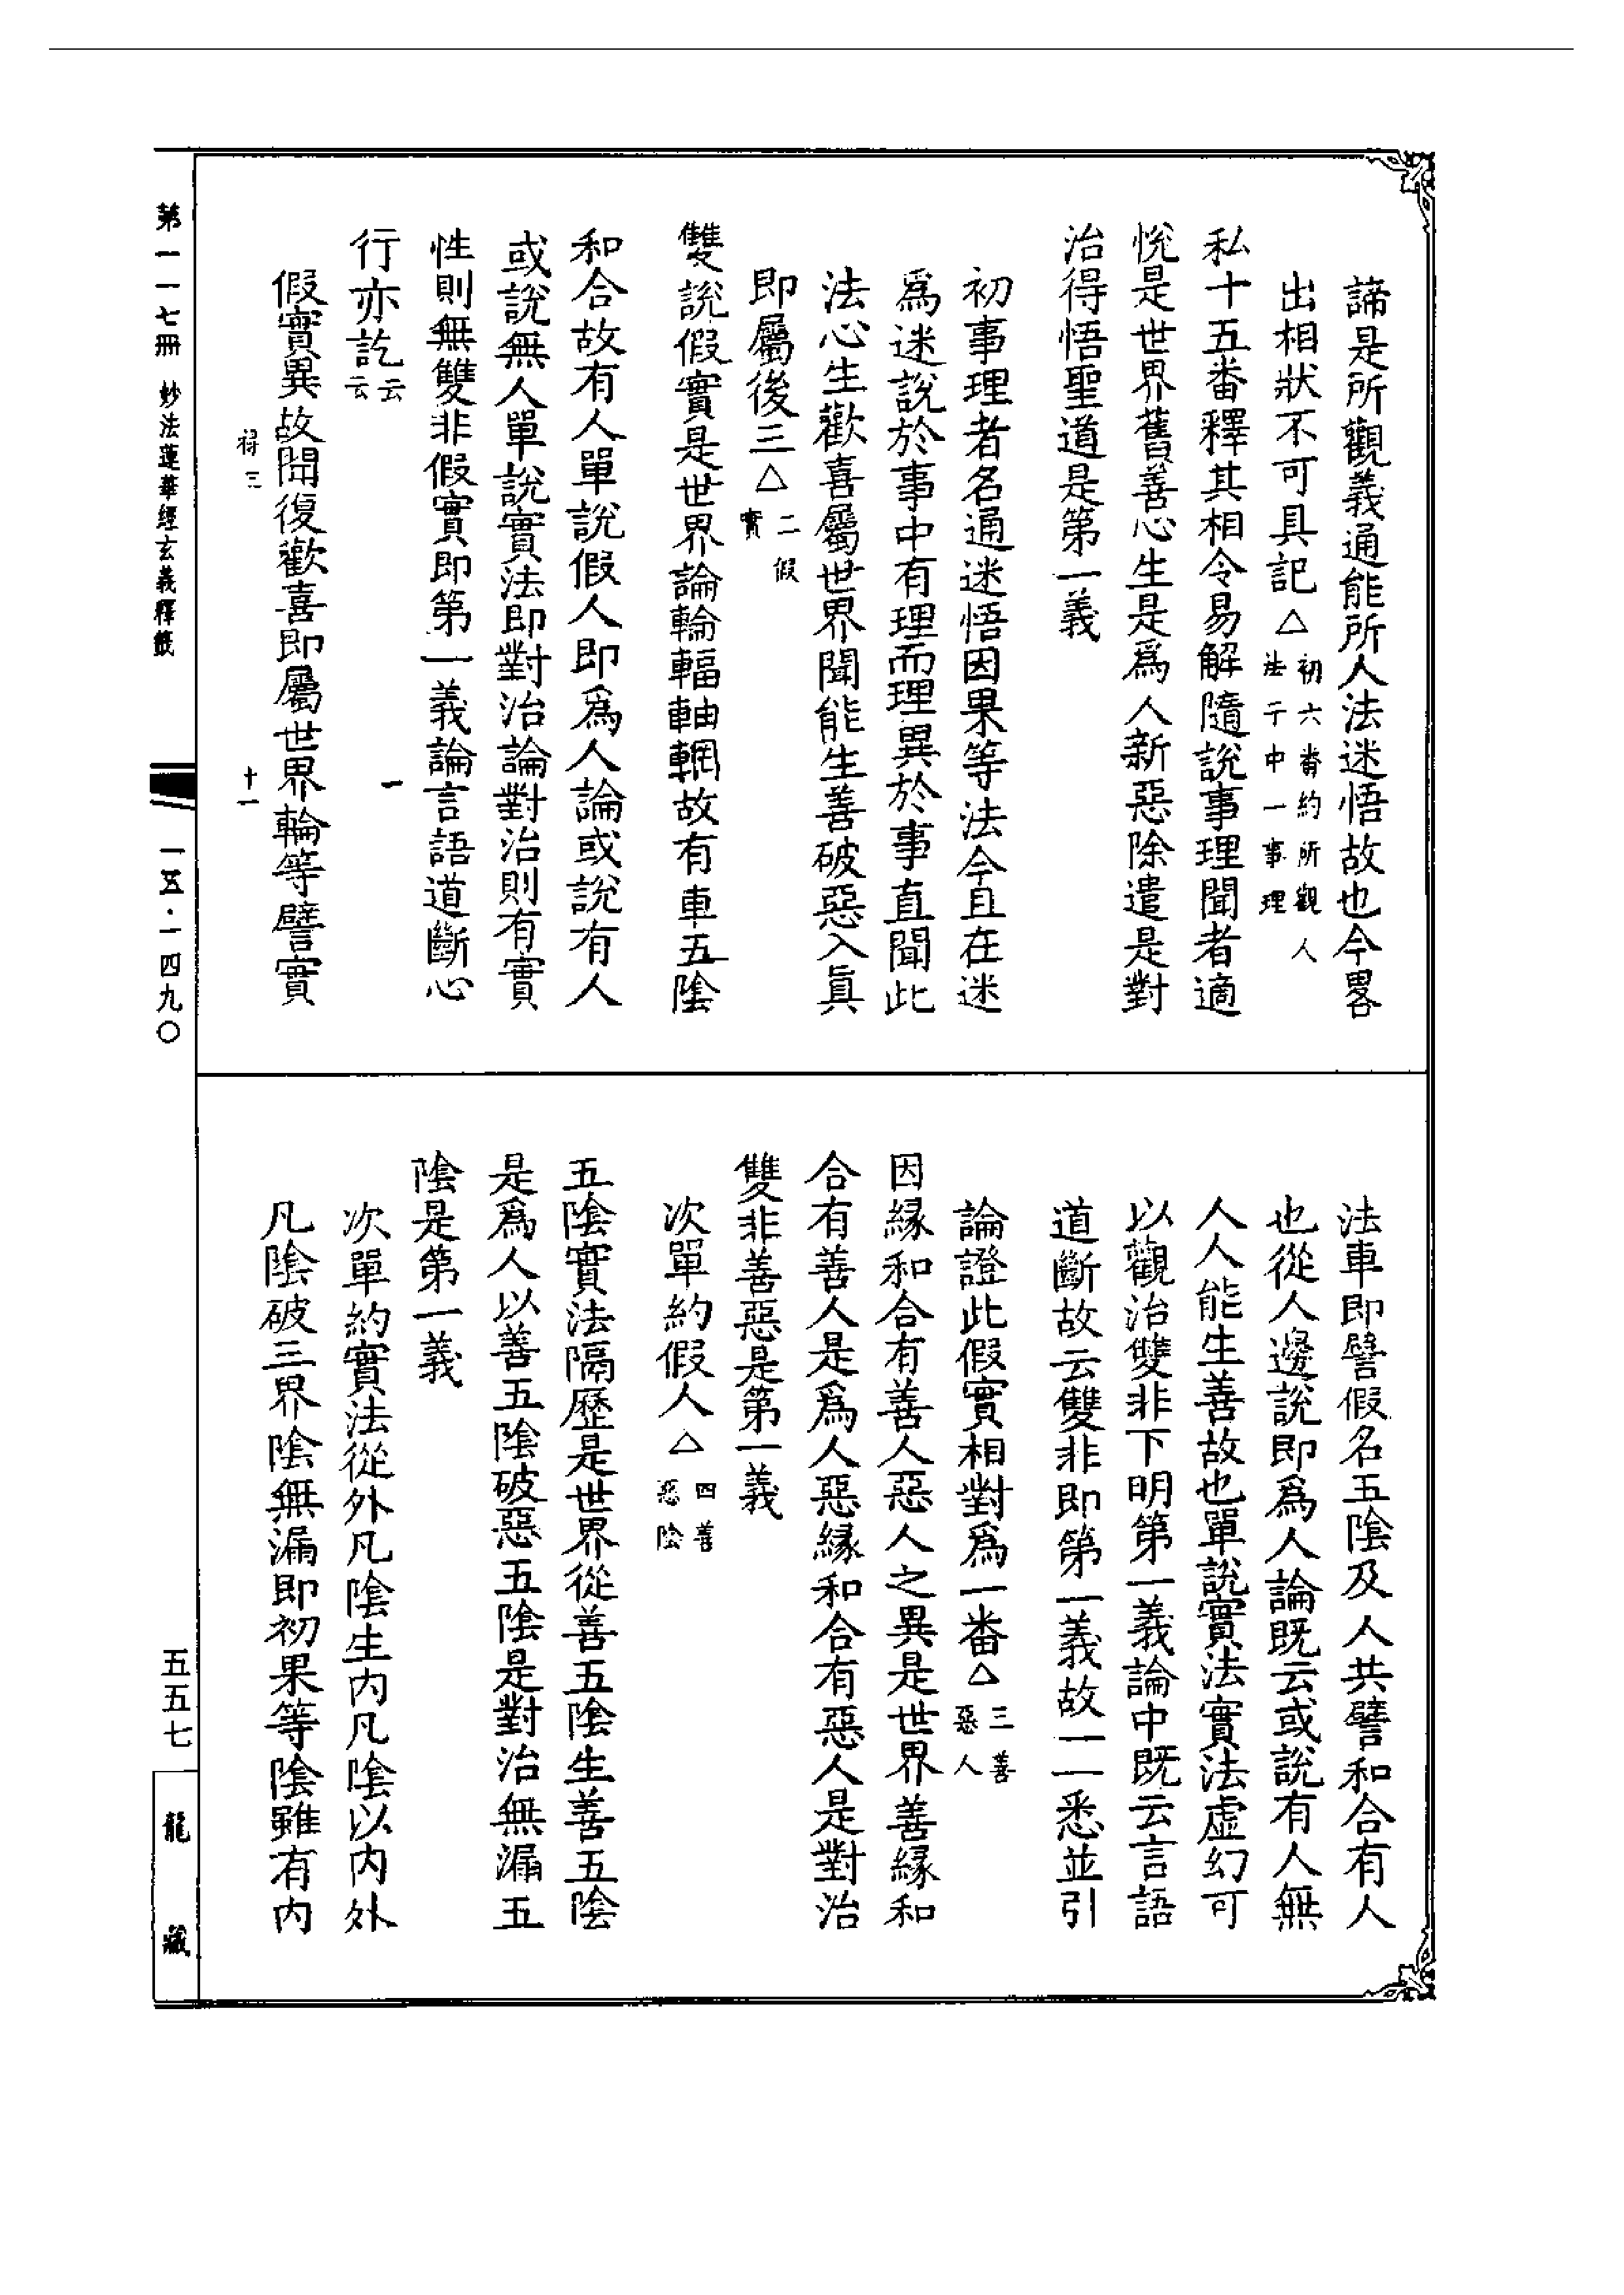 諦是所觀義通能所人法迷悟故也今畧
出相狀不可具記△初六番約所觀人法于中一事理
私十五番釋其相令易解隨說事理聞者適
悅是世界舊善心生是爲人新惡除遣是對
治得悟聖道是第一義
初事理者名通迷悟因果等法今且在迷
爲迷說於事中有理而理異於事直聞此
法心生歡喜屬世界聞能生善破惡入眞
即屬後三△二假實
雙說假實是世界論輪輻軸輞故有車五陰
和合故有人單說假人即爲人論或說有人
或說無人單說實法即對治論對治則有實
性則無雙非假實即第一義論言語道斷心
行亦訖云云
一
假實異故聞復歡喜即屬世界輪等譬實
十一
法車即譬假名五陰及人共譬和合有人
也從人邊說即爲人論既云或說有人無
人人能生善故也單說實法實法虛幻可
以觀治雙非下明第一義論中既云言語
道斷故云雙非即第一義故一一悉並引
論證此假實相對爲一番△三善惡人
因緣和合有善人惡人之異是世界善緣和
合有善人是爲人惡緣和合有惡人是對治
雙非善惡是第一義
次單約假人△四善惡陰
五陰實法隔歷是世界從善五陰生善五陰
是爲人以善五陰破惡五陰是對治無漏五
陰是第一義
次單約實法從外凡陰生内凡陰以内外
凡陰破三界陰無漏即初果等陰雖有内
第一一七冊 妙法蓮華經玄義釋籤
一五·一四九〇
五五七
龍藏